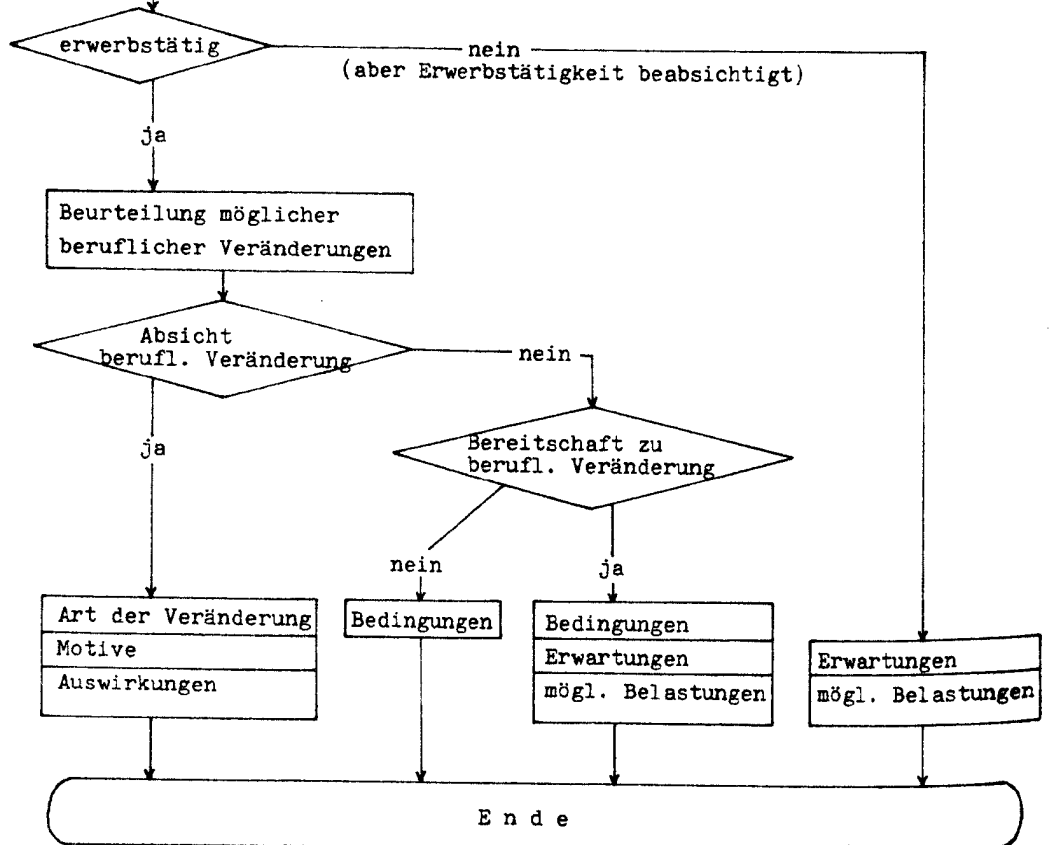 erwerbstätig
nein
(aber Erwerbstätigkeit beabsichtigt)
ja
Beurteilung möglicher
beruflicher Veränderungen
Absicht
berufl. Veränderung
nein
ja
Bereitschaft zu
berufl. Veränderung
nein
ja
Art der Veränderung
Motive
Auswirkungen
Bedingungen
Bedingungen
Erwartungen
mögl. Belastungen
Erwartungen
mögl. Belastungen
E n d e